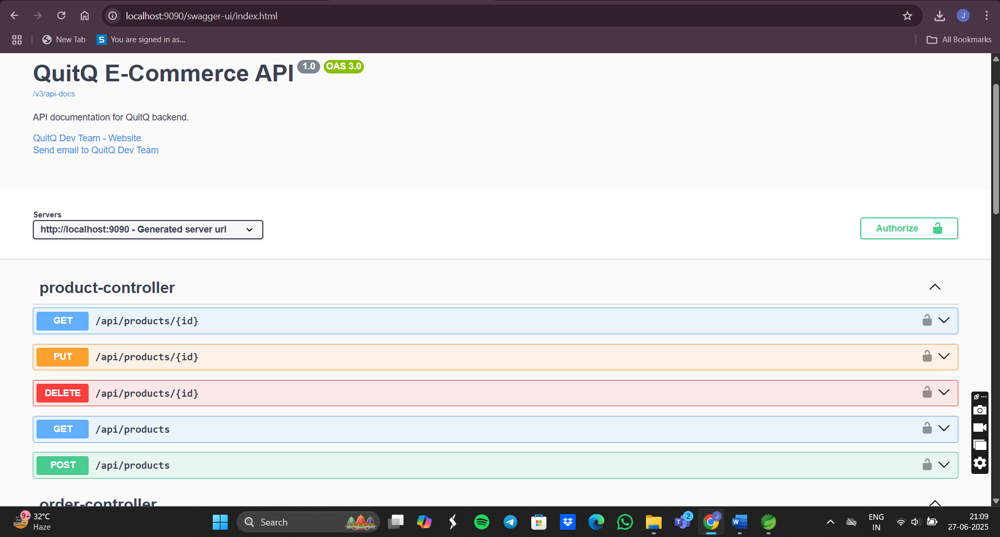 localhost:9090/swagger-ui/index.html
J
New Tab
S
You are signed in as...
All Bookmarks
QuitQ E-Commerce API
1.0
OAS 3.0
/v3/api-docs
API documentation for QuitQ backend.
QuitQ Dev Team - Website
Send email to QuitQ Dev Team
Servers
http://localhost:9090 - Generated server url
Authorize
product-controller
GET
/api/products/{id}
PUT
/api/products/{id}
DELETE
/api/products/{id}
GET
/api/products
POST
/api/products
order-controller
9+
32°C
Haze
Search
T
2
J
W
ENG
IN
21:09
27-06-2025